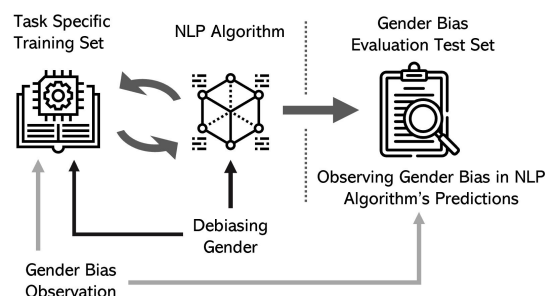 Task Specific
Training Set
NLP Algorithm
Gender Bias
Evaluation Test Set
Observing Gender Bias in NLP
Algorithm's Predictions
Debiasing
Gender
Gender Bias
Observation